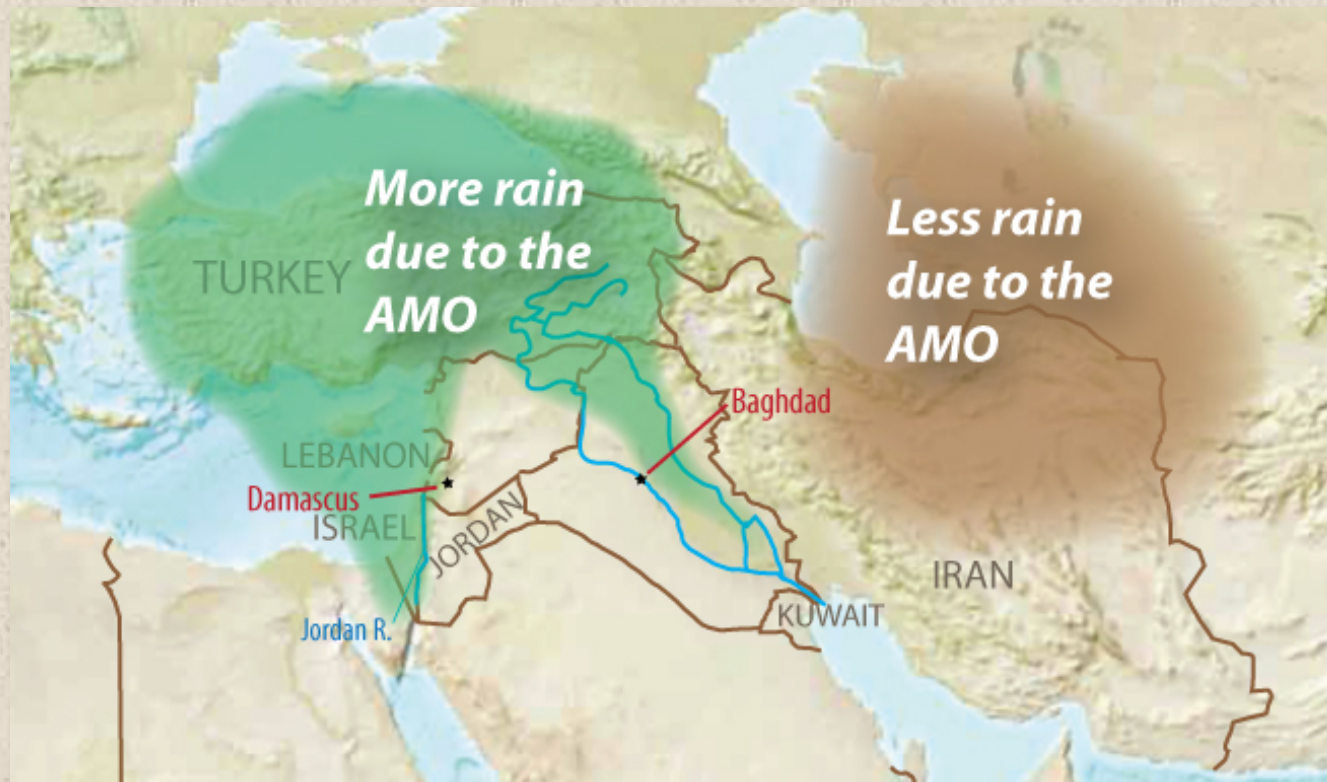 More rain
due to the
AMO
Less rain
due to the
AMO
TURKEY
Baghdad
LEBANON
Damascus
ISRAEL
JORDAN
IRAN
KUWAIT
Jordan R.